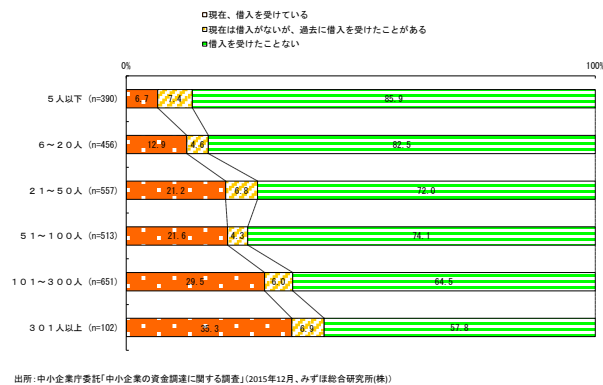 現在、借入を受けている
現在は借入がないが、過去に借入を受けたことがある
借入を受けたことない
0% 100%
５人以下 (n=390) 6.7 7.4 85.9
６～２０人 (n=456) 12.9 4.6 82.5
２１～５０人 (n=557) 21.2 6.8 72.0
５１～１００人 (n=513) 21.6 4.3 74.1
１０１～３００人 (n=651) 29.5 6.0 64.5
３０１人以上 (n=102) 35.3 6.9 57.8
出所：中小企業庁委託「中小企業の資金調達に関する調査」(2015年12月、みずほ総合研究所(株))